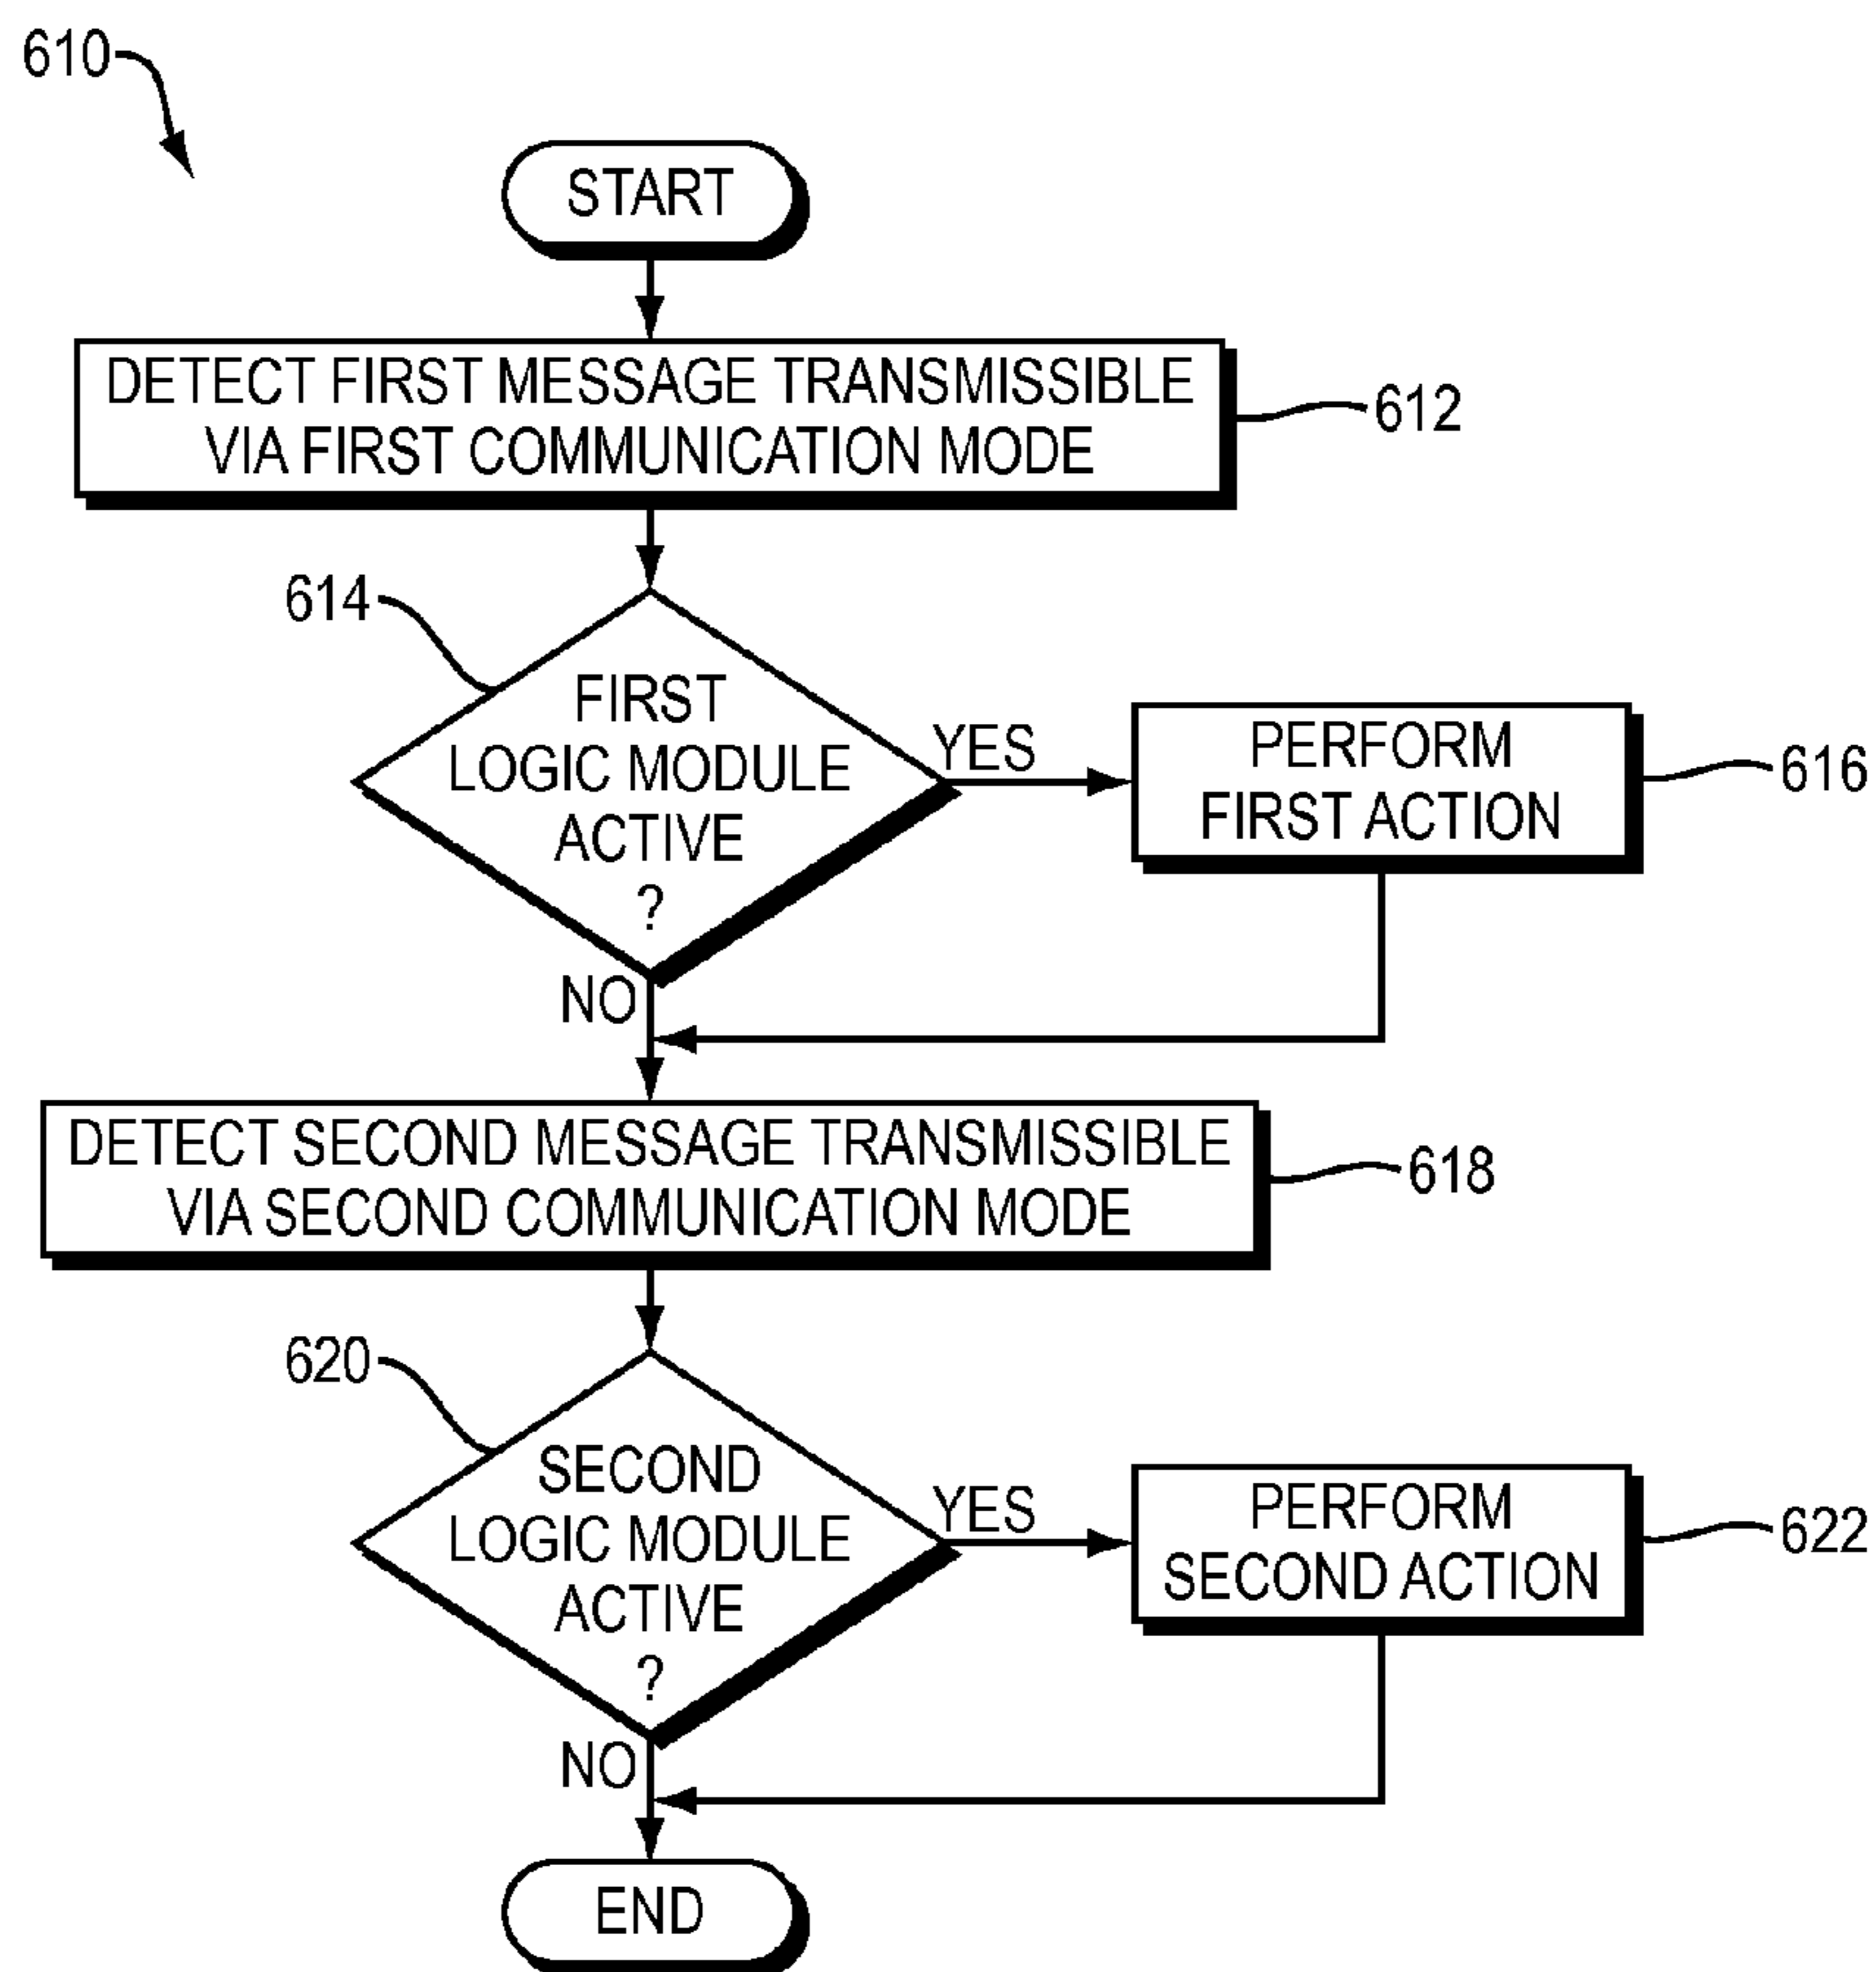 610
START
DETECT FIRST MESSAGE TRANSMISSIBLE
VIA FIRST COMMUNICATION MODE
612
614
FIRST
LOGIC MODULE
ACTIVE
?
YES
PERFORM
FIRST ACTION
616
NO
DETECT SECOND MESSAGE TRANSMISSIBLE
VIA SECOND COMMUNICATION MODE
618
620
SECOND
LOGIC MODULE
ACTIVE
?
YES
PERFORM
SECOND ACTION
622
NO
END